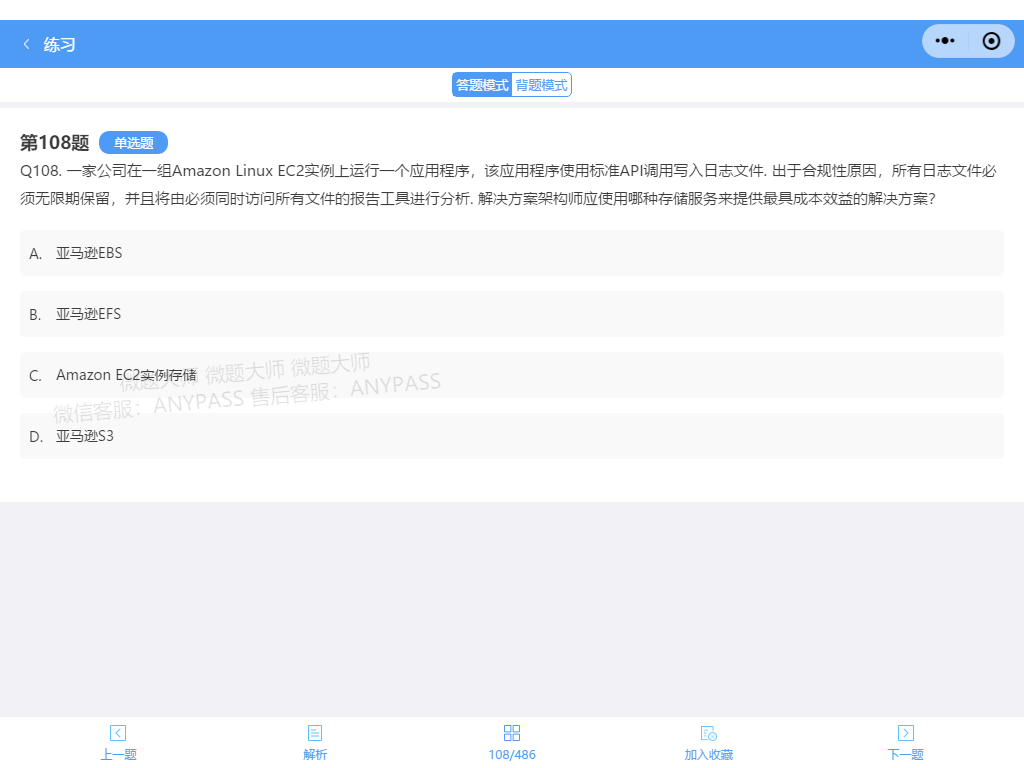 练习
答题模式 背题模式
第108题 单选题
Q108. 一家公司在一组Amazon Linux EC2实例上运行一个应用程序，该应用程序使用标准API调用写入日志文件. 出于合规性原因，所有日志文件必
须无限期保留，并且将由必须同时访问所有文件的报告工具进行分析. 解决方案架构师应使用哪种存储服务来提供最具成本效益的解决方案？
A. 亚马逊EBS
B. 亚马逊EFS
C. Amazon EC2实例存储
微题大师 微题大师 微题大师
微信客服：ANYPASS 售后客服：ANYPASS
D. 亚马逊S3
上一题 解析 108/486 加入收藏 下一题